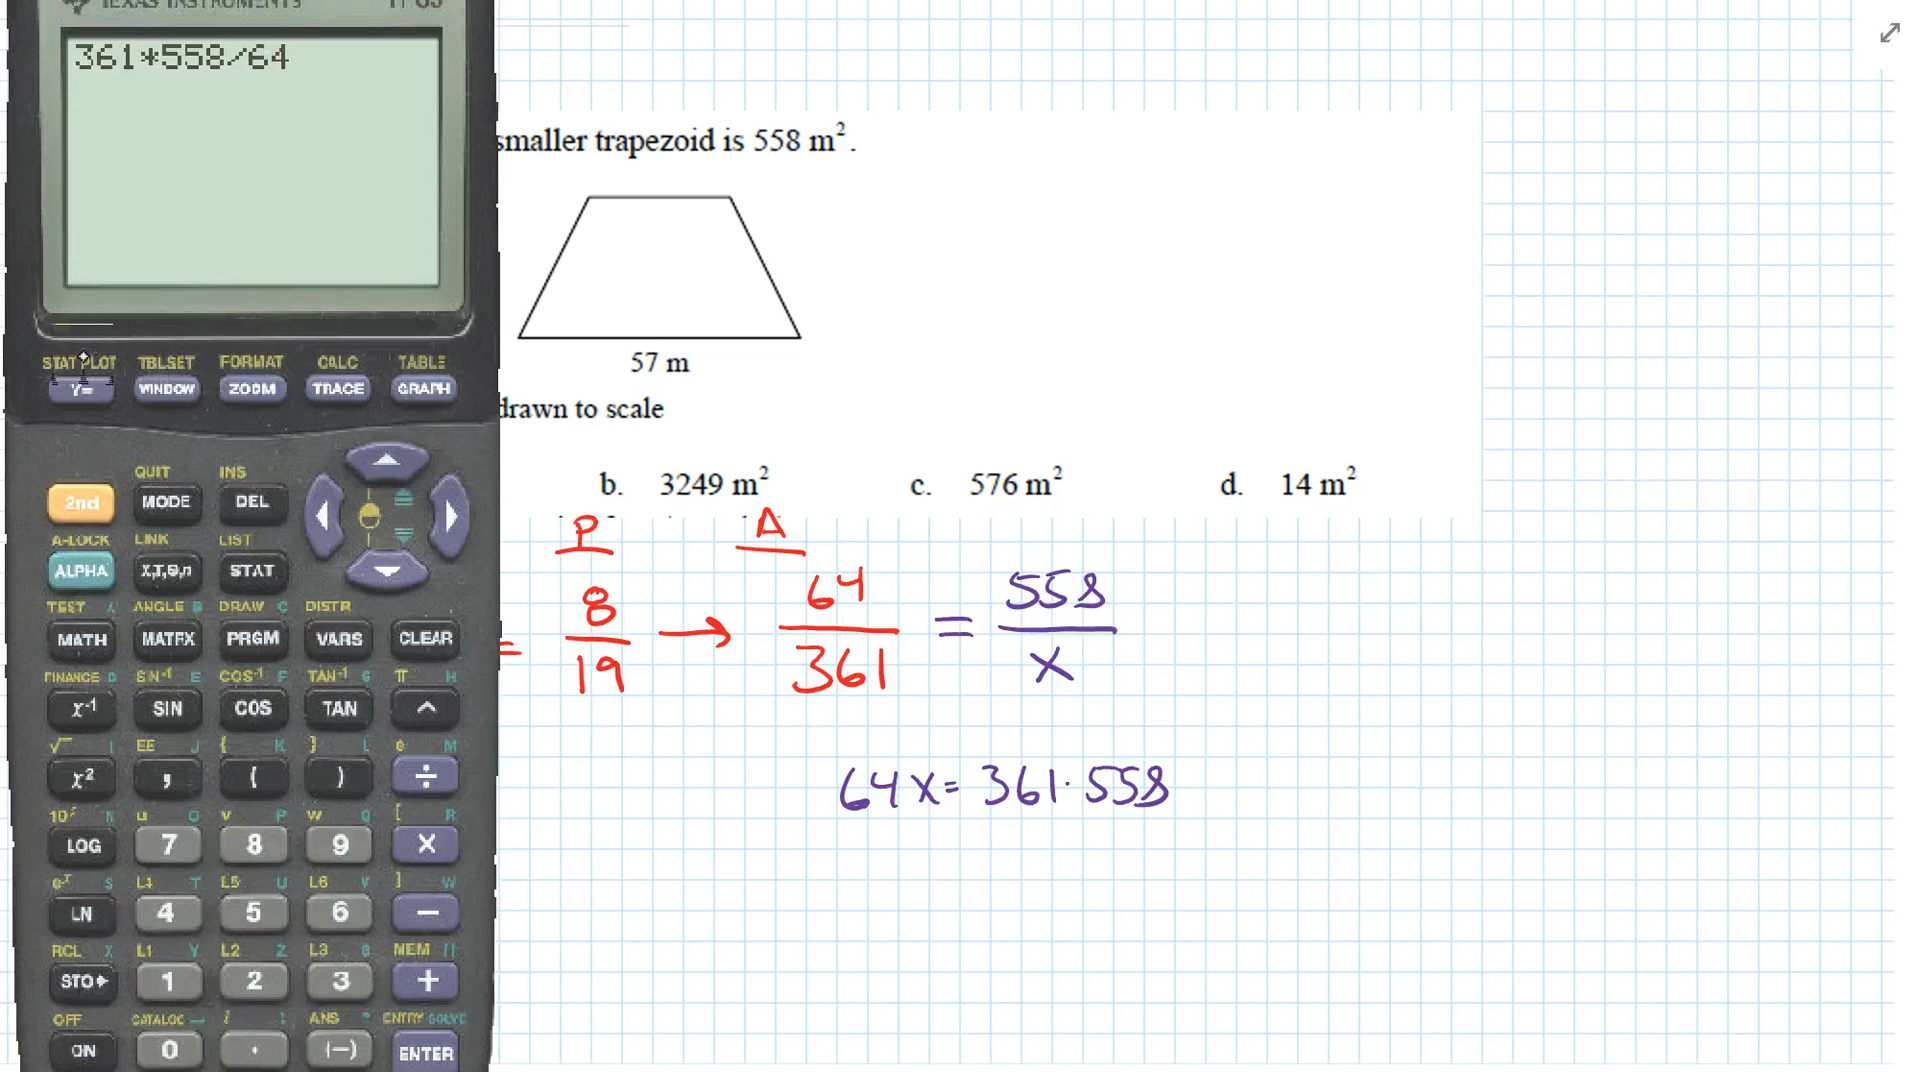 TEXAS INSTRUMENTS
361*558/64
smaller trapezoid is 558 m².
57 m
drawn to scale
b. 3249 m² c. 576 m² d. 14 m²
P A
= 8/19 → 64/361 = 558/x
64x = 361 · 558
STAT PLOT TBLSET FORMAT CALC TABLE
Y= WINDOW ZOOM TRACE GRAPH
QUIT INS
2nd MODE DEL
A-LOCK LINK LIST
ALPHA X,T,θ,n STAT
TEST A ANGLE B DRAW C DISTR
MATH MATRX PRGM VARS CLEAR
FINANCE D SIN⁻¹ E COS⁻¹ F TAN⁻¹ G π H
x⁻¹ SIN COS TAN ^
√ I EE J { K } L e M
x² , ( ) ÷
10ˣ N u O v P w Q [ R
LOG 7 8 9 ×
eˣ S L4 T L5 U L6 V ] W
LN 4 5 6 −
RCL X L1 Y L2 Z L3 θ MEM "
STO▸ 1 2 3 +
OFF CATALOG i : ANS ? ENTRY SOLVE
ON 0 . (−) ENTER